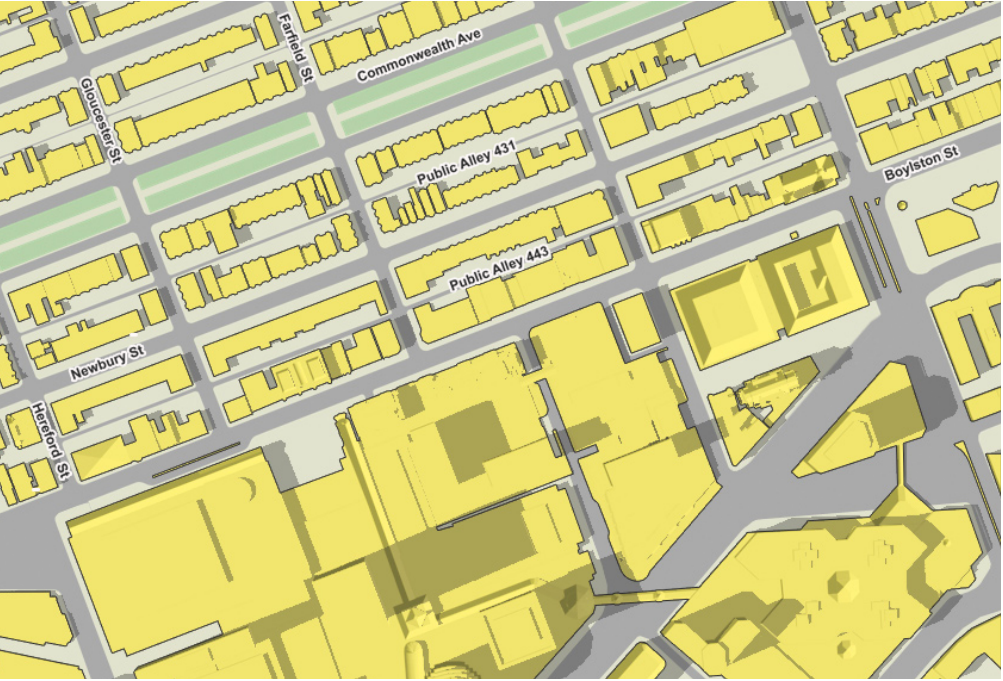 Farfield St
Commonwealth Ave
Gloucester St
Public Alley 431
Boylston St
Public Alley 443
Newbury St
Hereford St